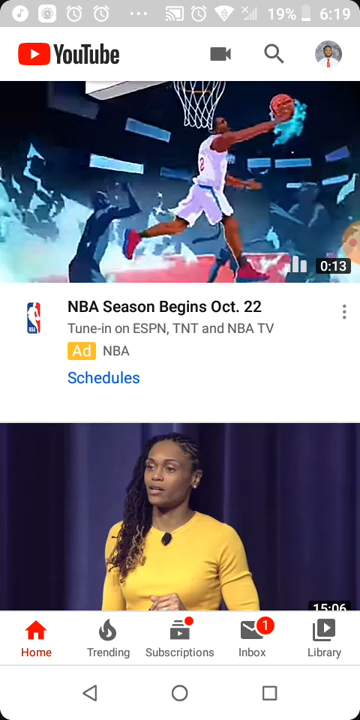 19% 6:19
YouTube
2
0:13
NBA Season Begins Oct. 22
Tune-in on ESPN, TNT and NBA TV
Ad NBA
Schedules
15:06
1
Home Trending Subscriptions Inbox Library